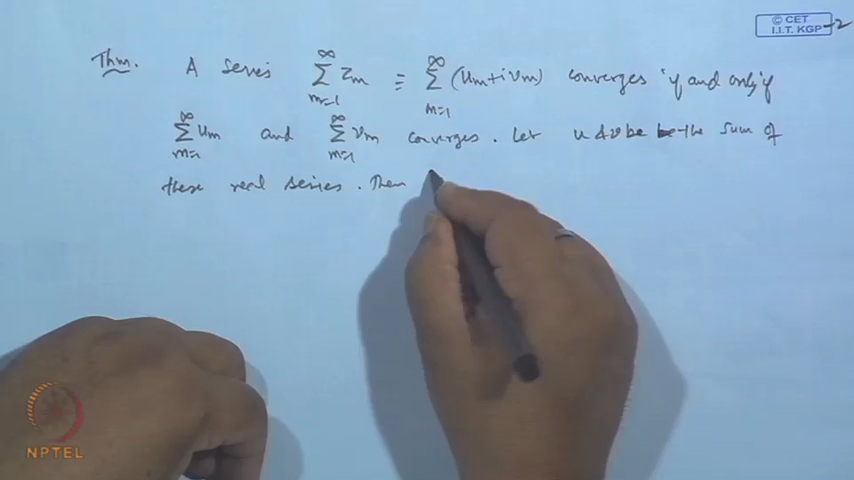 © CET
I.I.T. KGP -2
Thm. A series ∑_{m=1}^{∞} z_m ≡ ∑_{m=1}^{∞} (u_m + i v_m) converges if and only if
∑_{m=1}^{∞} u_m and ∑_{m=1}^{∞} v_m converges. Let u & v be the sum of
these real series. Then
NPTEL